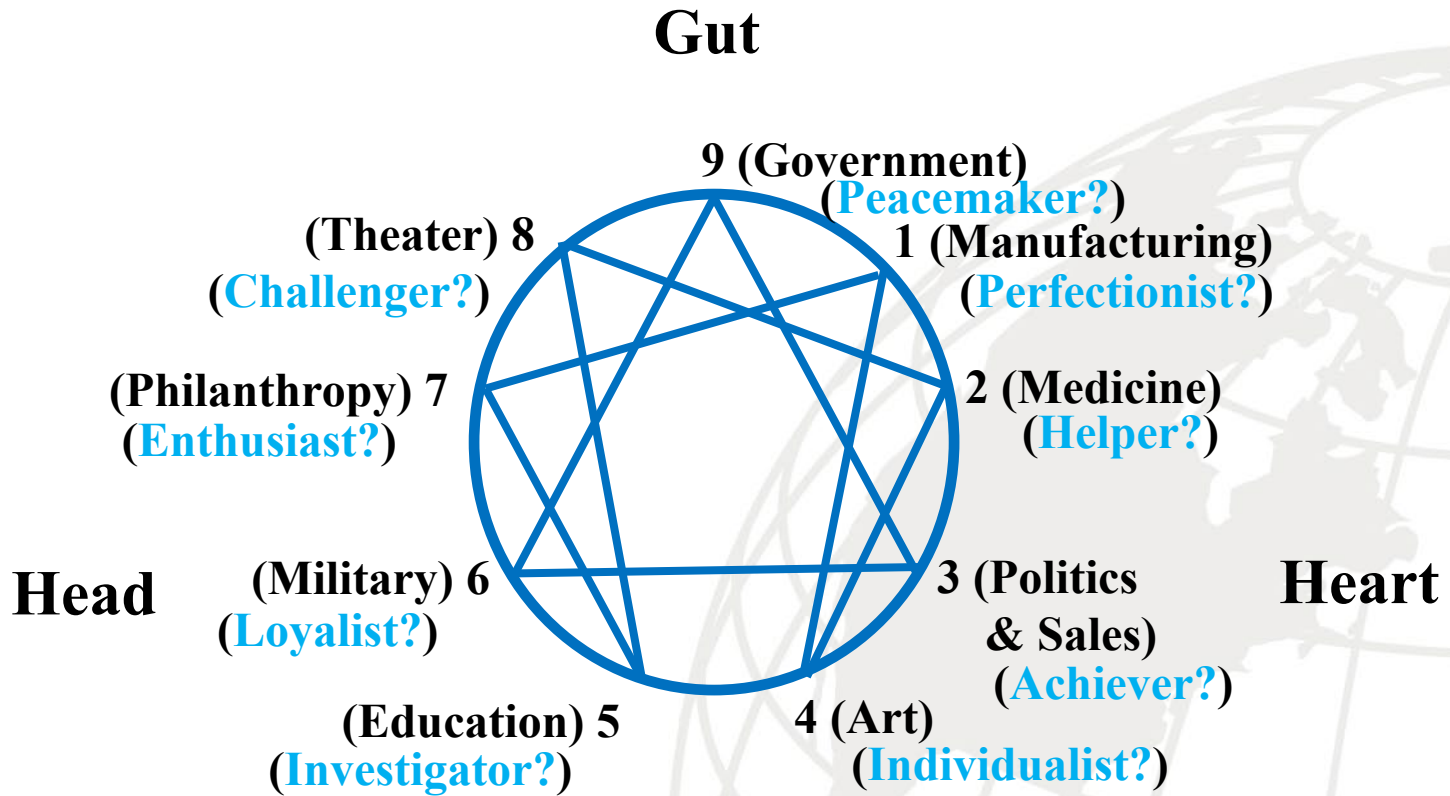 Gut
9 (Government)
(Peacemaker?)
(Theater) 8
(Challenger?)
1 (Manufacturing)
(Perfectionist?)
(Philanthropy) 7
(Enthusiast?)
2 (Medicine)
(Helper?)
Head
(Military) 6
(Loyalist?)
3 (Politics
& Sales)
(Achiever?)
Heart
(Education) 5
(Investigator?)
4 (Art)
(Individualist?)